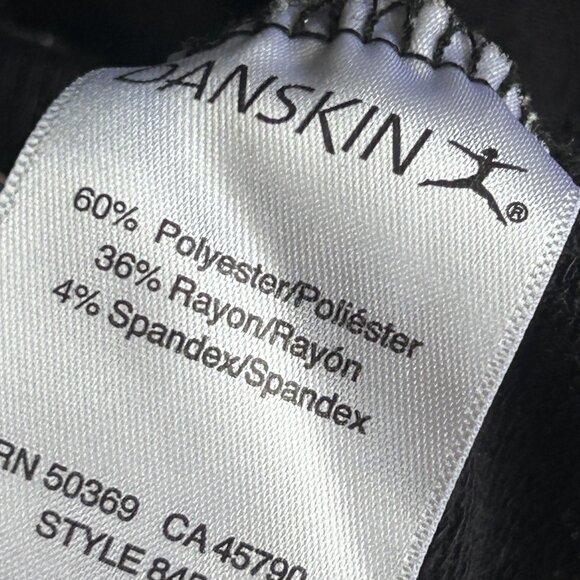 DANSKIN®
60% Polyester/Poliéster
36% Rayon/Rayón
4% Spandex/Spandex
RN 50369 CA 45790
STYLE